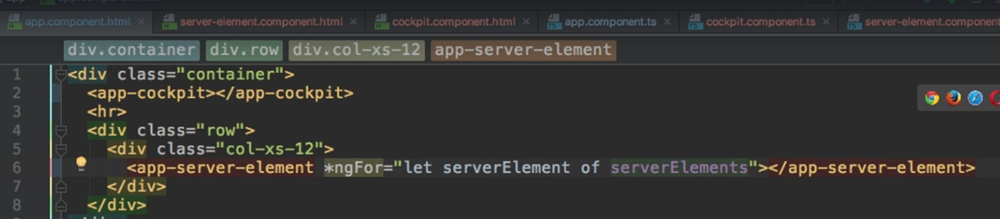 app.component.html × server-element.component.html × cockpit.component.html × app.component.ts × cockpit.component.ts × server-element.component
div.container div.row div.col-xs-12 app-server-element
1 <div class="container">
2 <app-cockpit></app-cockpit>
3 <hr>
4 <div class="row">
5 <div class="col-xs-12">
6 <app-server-element *ngFor="let serverElement of serverElements"></app-server-element>
7 </div>
8 </div>